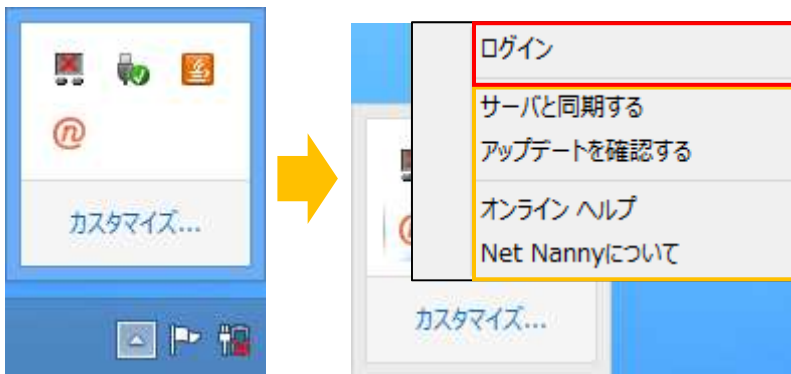 カスタマイズ...
ログイン
サーバと同期する
アップデートを確認する
オンライン ヘルプ
Net Nannyについて
カスタマイズ...